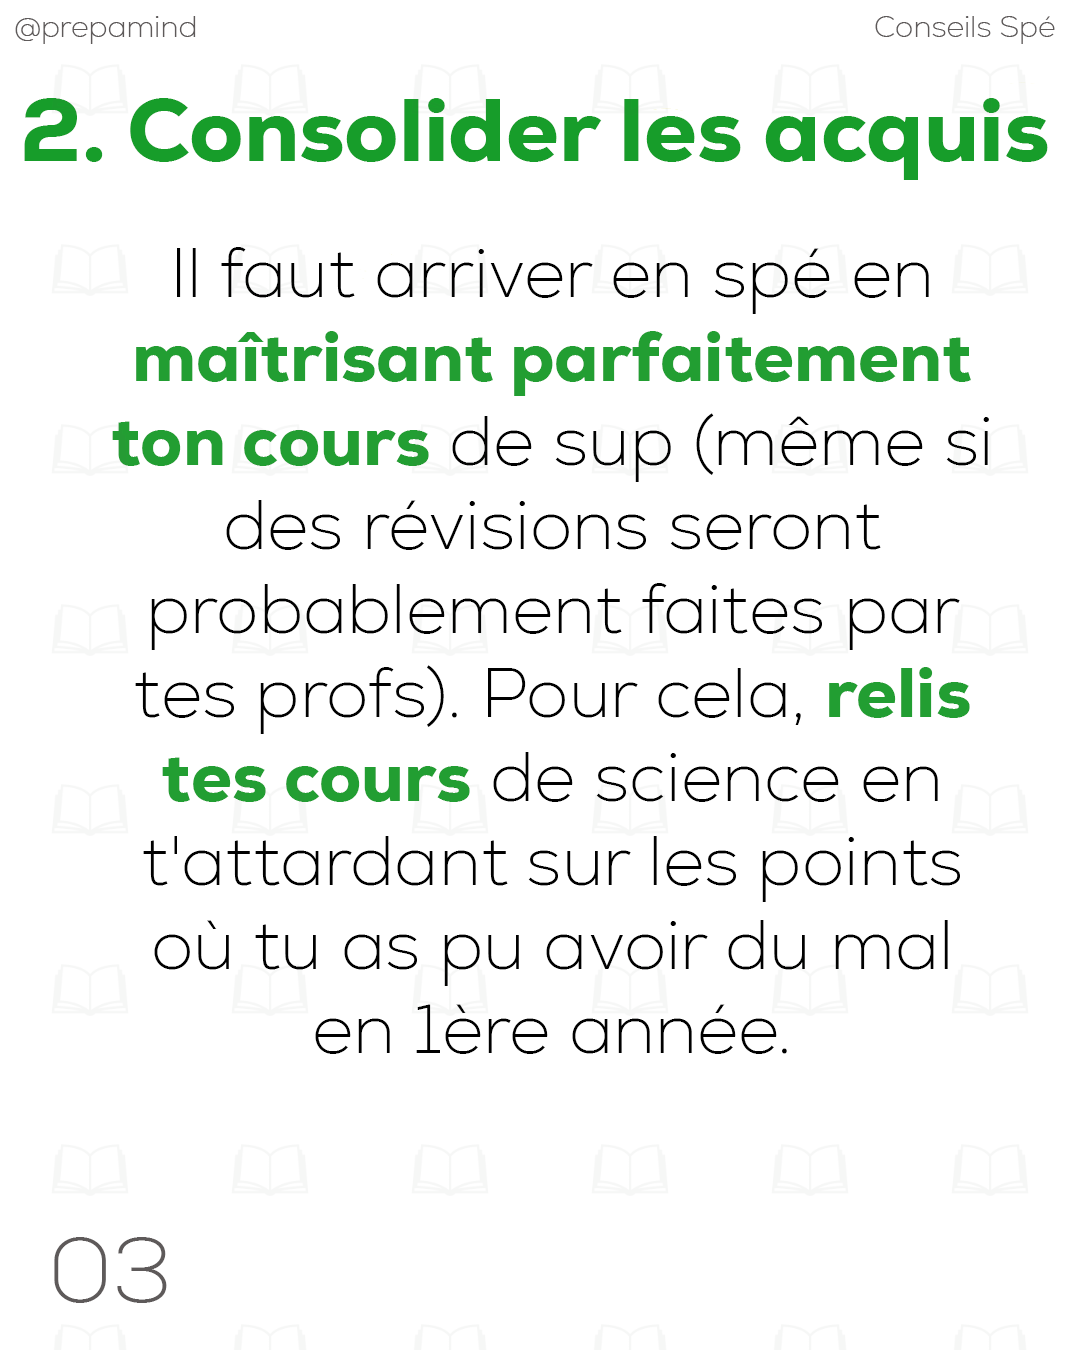 @prepamind
Conseils Spé
2. Consolider les acquis
Il faut arriver en spé en
maîtrisant parfaitement
ton cours de sup (même si
des révisions seront
probablement faites par
tes profs). Pour cela, relis
tes cours de science en
t'attardant sur les points
où tu as pu avoir du mal
en 1ère année.
03